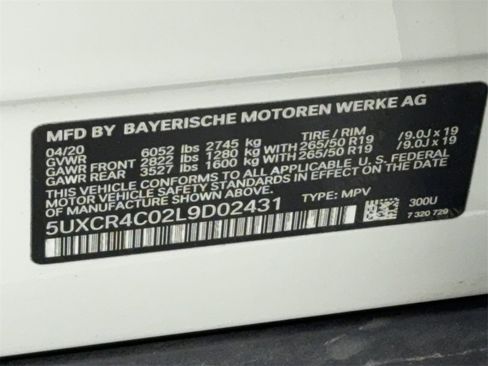 MFD BY BAYERISCHE MOTOREN WERKE AG
04/20 TIRE / RIM
GVWR 6052 lbs 2745 kg
GAWR FRONT 2822 lbs 1280 kg WITH 265/50 R19 /9.0J x 19
GAWR REAR 3527 lbs 1600 kg WITH 265/50 R19 /9.0J x 19
THIS VEHICLE CONFORMS TO ALL APPLICABLE U.S. FEDERAL
MOTOR VEHICLE SAFETY STANDARDS IN EFFECT ON THE DATE
OF MANUFACTURE SHOWN ABOVE.
5UXCR4C02L9D02431 TYPE: MPV
300U
7 320 729